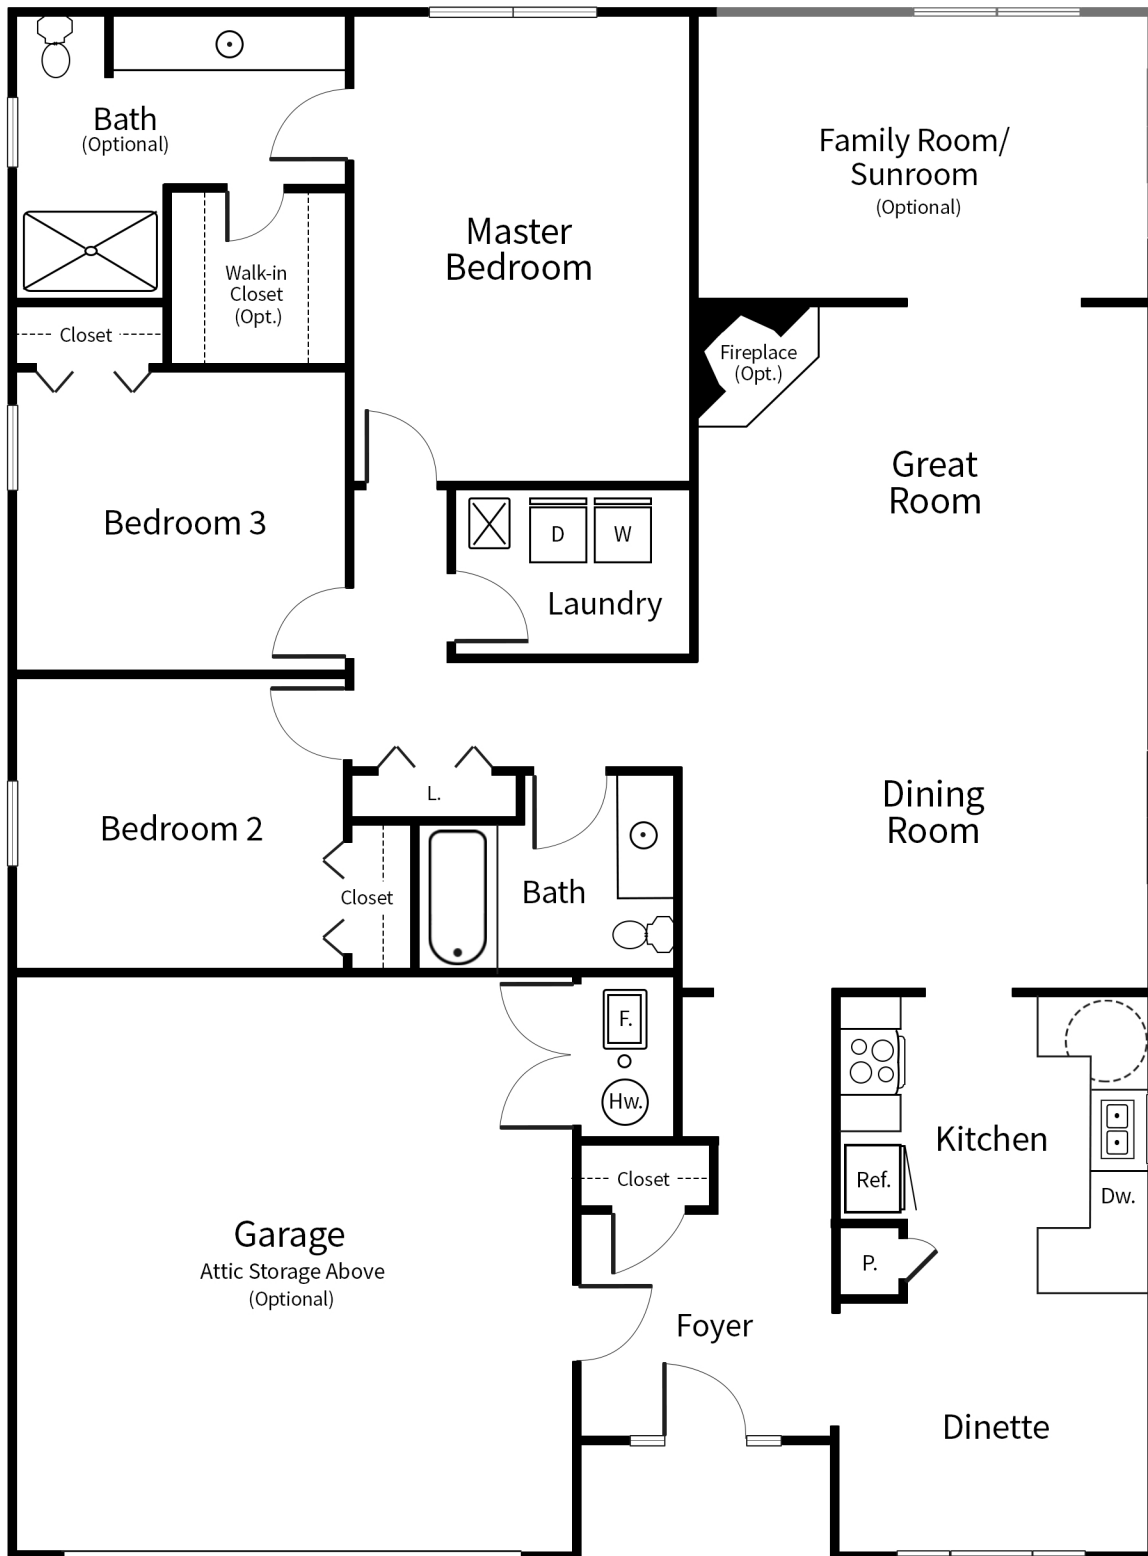 Bath
(Optional)
Family Room/
Sunroom
(Optional)
Master
Bedroom
Walk-in
Closet
(Opt.)
Closet
Fireplace
(Opt.)
Great
Room
Bedroom 3
D
W
Laundry
L.
Dining
Room
Bedroom 2
Closet
Bath
F.
Hw.
Kitchen
Closet
Ref.
Dw.
Garage
Attic Storage Above
(Optional)
P.
Foyer
Dinette